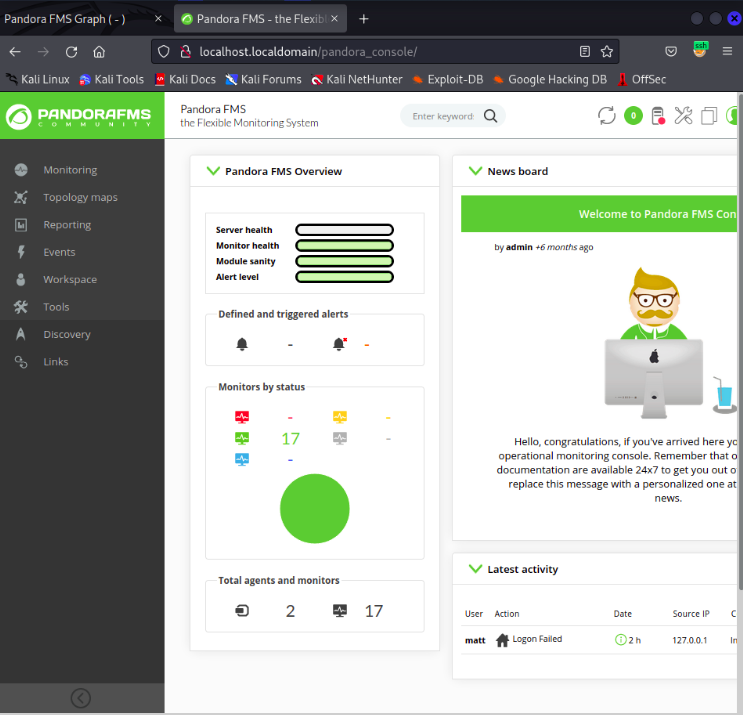 Pandora FMS Graph ( - )
Pandora FMS - the Flexibl
localhost.localdomain/pandora_console/
ssh
Kali Linux
Kali Tools
Kali Docs
Kali Forums
Kali NetHunter
Exploit-DB
Google Hacking DB
OffSec
PANDORAFMS
COMMUNITY
Pandora FMS
the Flexible Monitoring System
Enter keyword
0
Monitoring
Topology maps
Reporting
Events
Workspace
Tools
Discovery
Links
Pandora FMS Overview
Server health
Monitor health
Module sanity
Alert level
Defined and triggered alerts
- -
Monitors by status
- -
17 -
-
Total agents and monitors
2 17
News board
Welcome to Pandora FMS Con
by admin +6 months ago
Hello, congratulations, if you've arrived here yo
operational monitoring console. Remember that o
documentation are available 24x7 to get you out o
replace this message with a personalized one at
news.
Latest activity
User Action Date Source IP C
matt Logon Failed 2 h 127.0.0.1 In